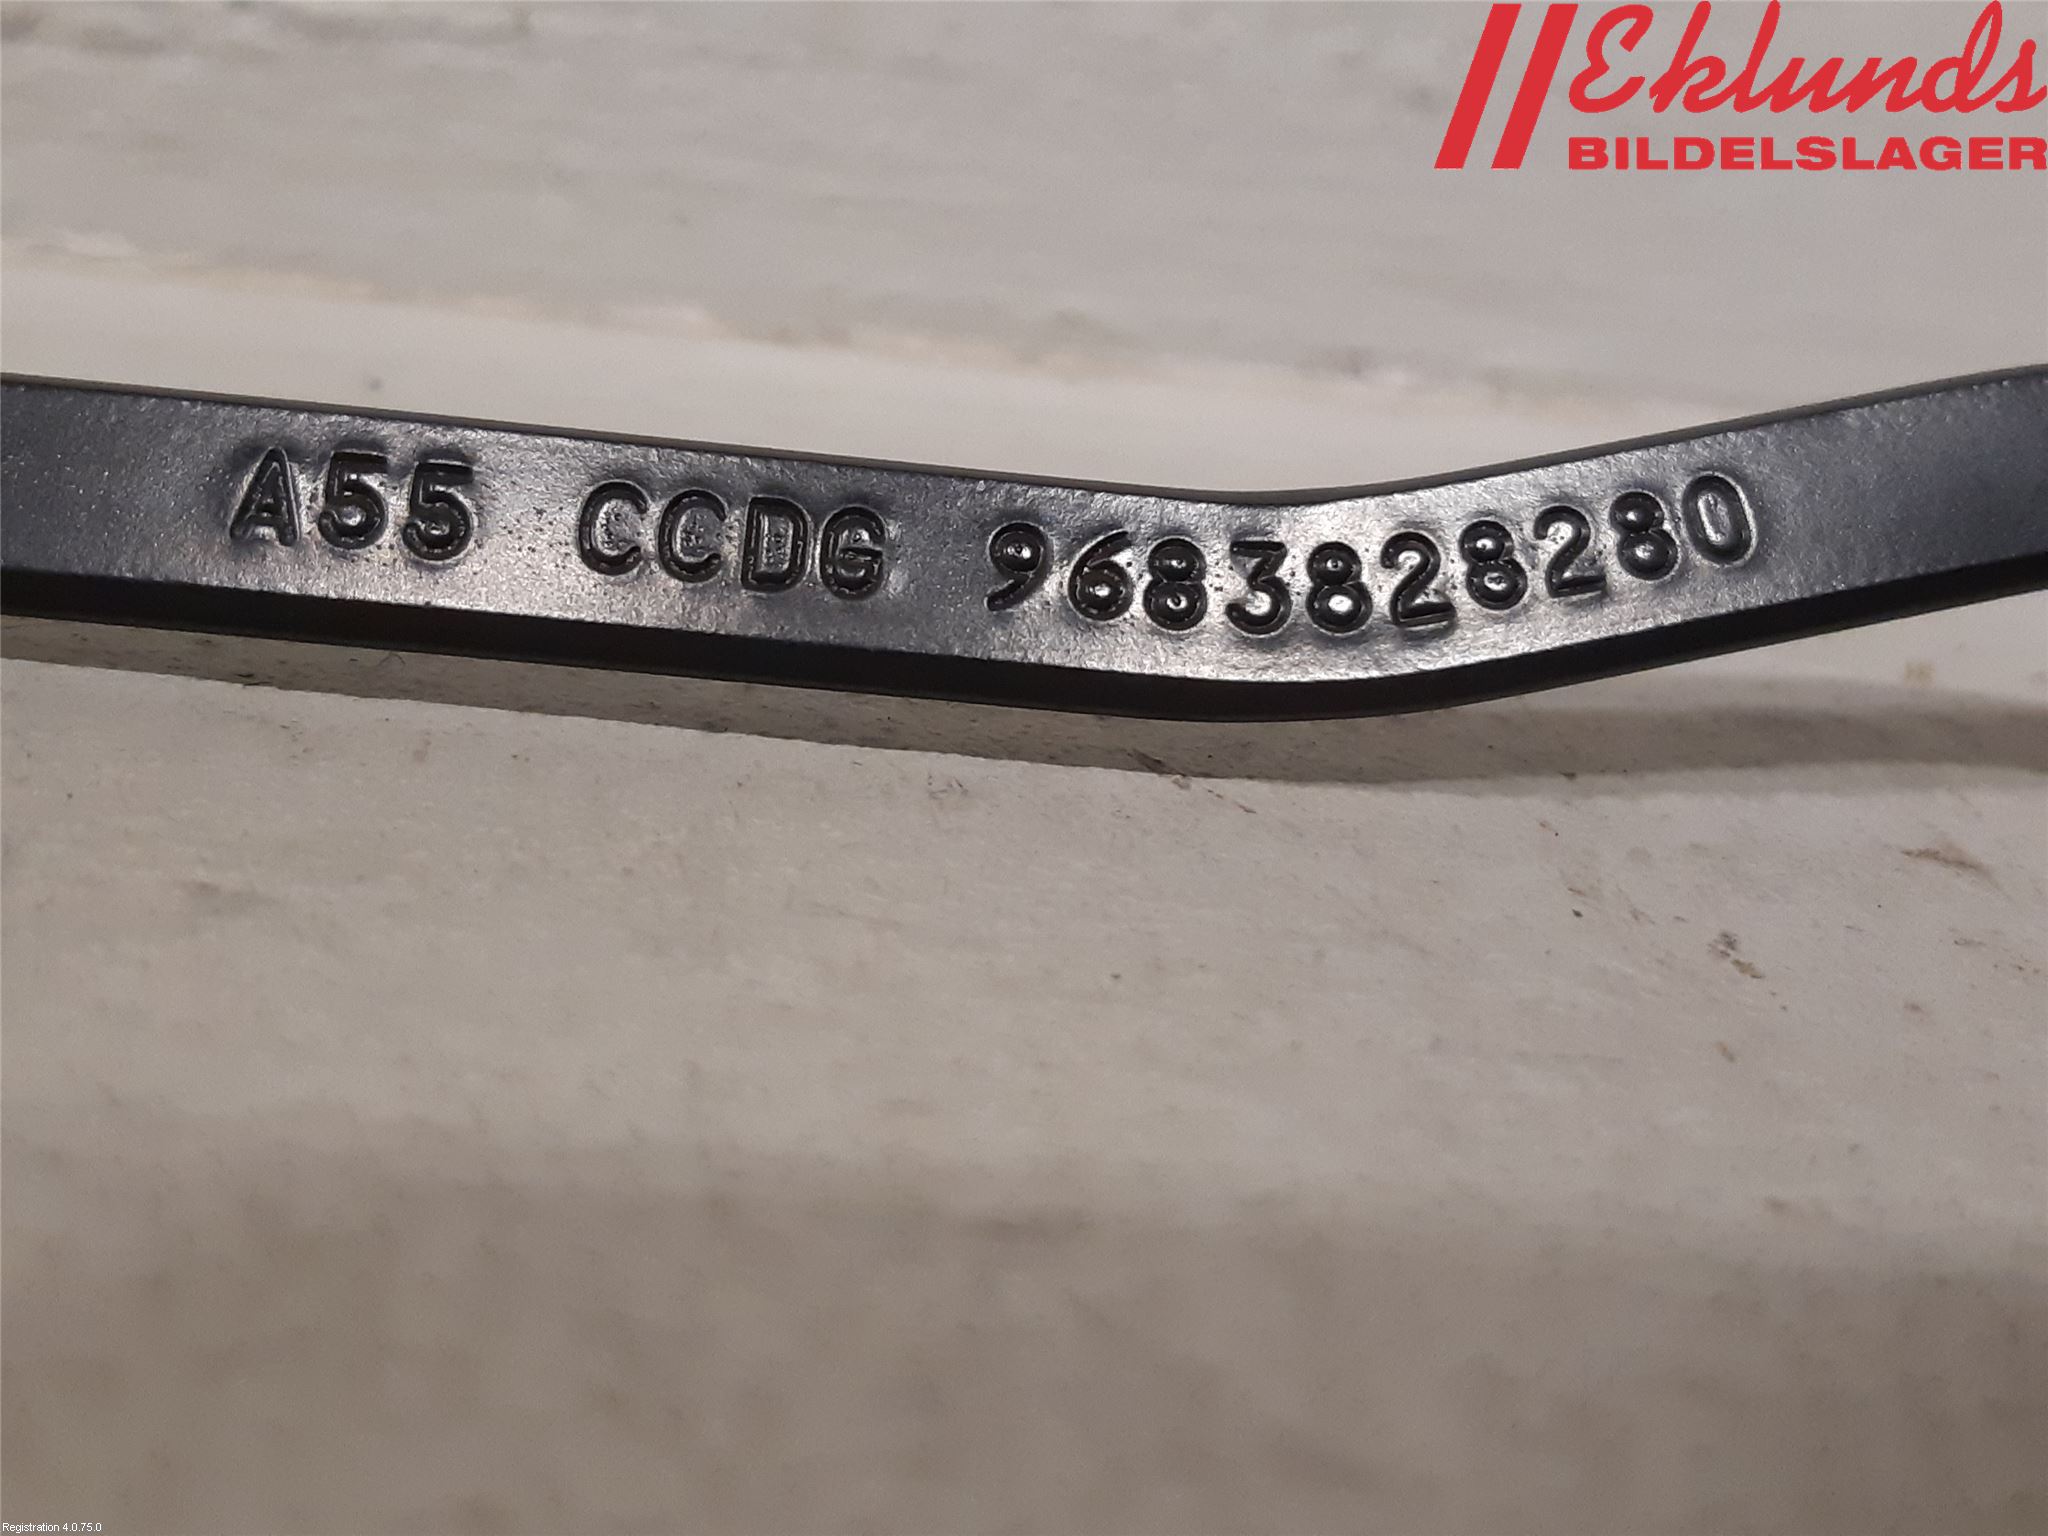 Eklunds
BILDELSLAGER
A55 CCDG 9683828280
Registration 4.0.75.0